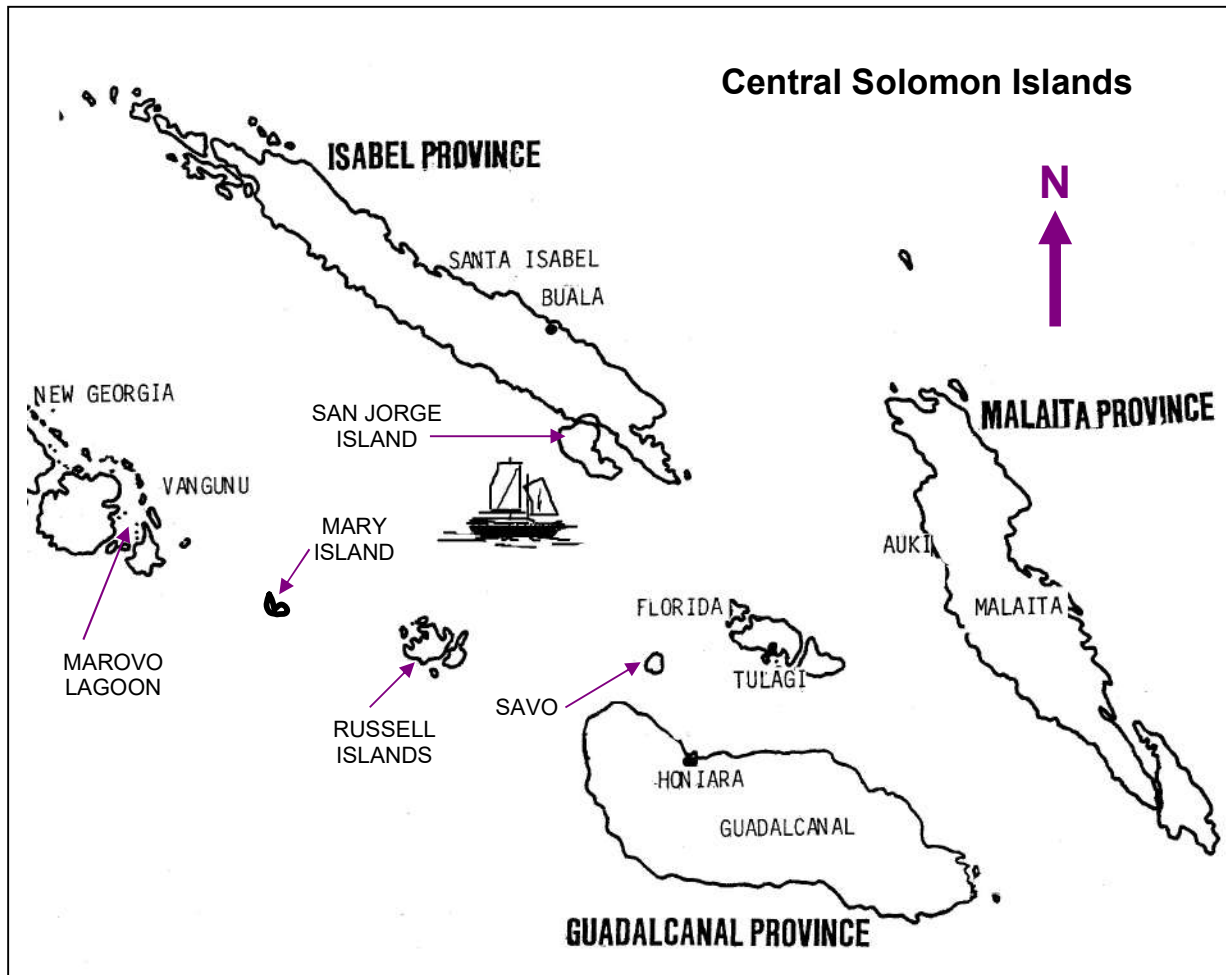 Central Solomon Islands
ISABEL PROVINCE
N
SANTA ISABEL
BUALA
NEW GEORGIA
SAN JORGE
ISLAND
MALAITA PROVINCE
VANGUNU
MARY
ISLAND
AUKI
FLORIDA
MALAITA
MAROVO
LAGOON
TULAGI
SAVO
RUSSELL
ISLANDS
HONIARA
GUADALCANAL
GUADALCANAL PROVINCE